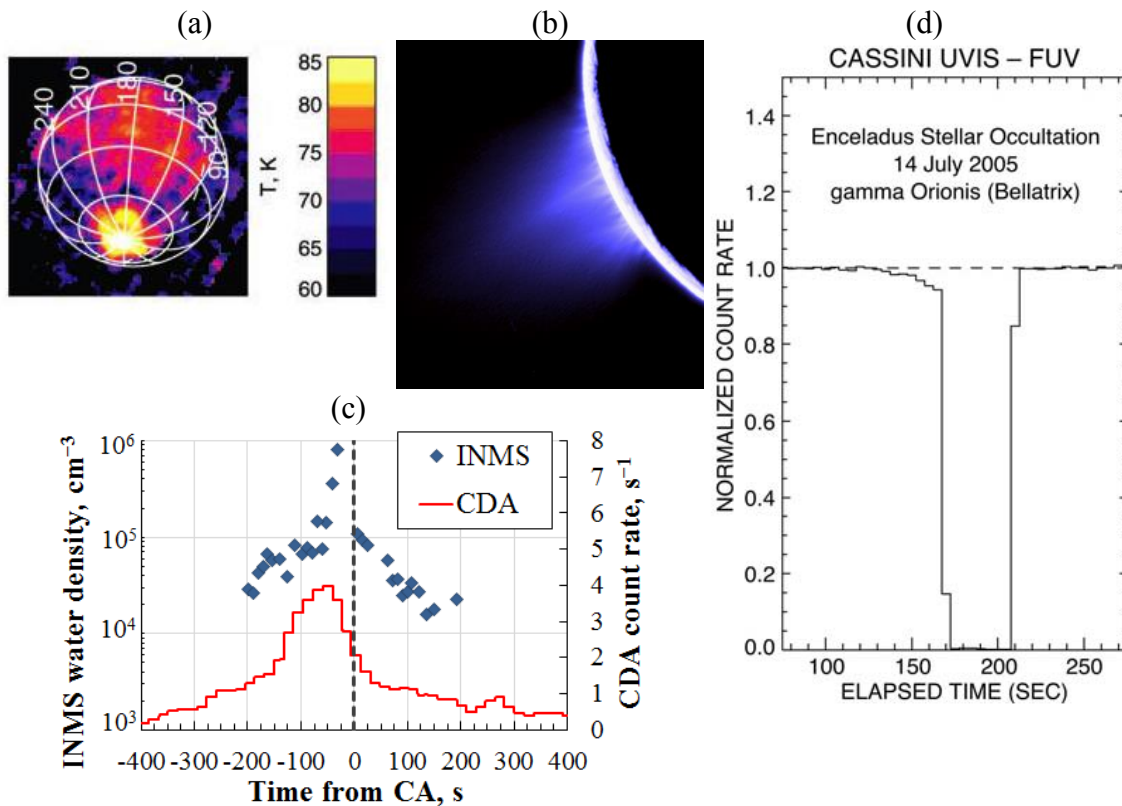 (a)
240
210
180
150
120
90
85
80
75
70
65
60
T, K
(b)
(c)
10⁶
10⁵
10⁴
10³
INMS water density, cm⁻³
INMS
CDA
8
7
6
5
4
3
2
1
0
CDA count rate, s⁻¹
-400 -300 -200 -100 0 100 200 300 400
Time from CA, s
(d)
CASSINI UVIS – FUV
Enceladus Stellar Occultation
14 July 2005
gamma Orionis (Bellatrix)
1.4
1.2
1.0
0.8
0.6
0.4
0.2
0.0
NORMALIZED COUNT RATE
100 150 200 250
ELAPSED TIME (SEC)